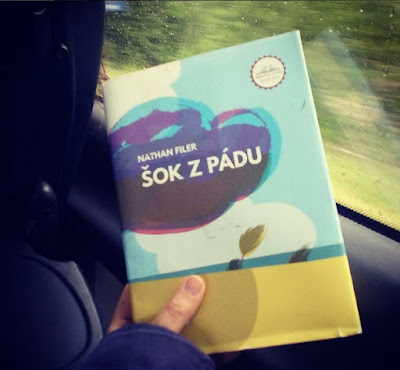 NATHAN FILER
ŠOK Z PÁDU